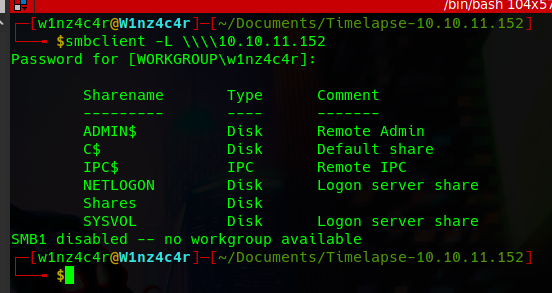 /bin/bash 104x57
[w1nz4c4r@W1nz4c4r]-[~/Documents/Timelapse-10.10.11.152]
$smbclient -L \\\\10.10.11.152
Password for [WORKGROUP\w1nz4c4r]:
Sharename Type Comment
--------- ---- -------
ADMIN$ Disk Remote Admin
C$ Disk Default share
IPC$ IPC Remote IPC
NETLOGON Disk Logon server share
Shares Disk
SYSVOL Disk Logon server share
SMB1 disabled -- no workgroup available
[w1nz4c4r@W1nz4c4r]-[~/Documents/Timelapse-10.10.11.152]
$